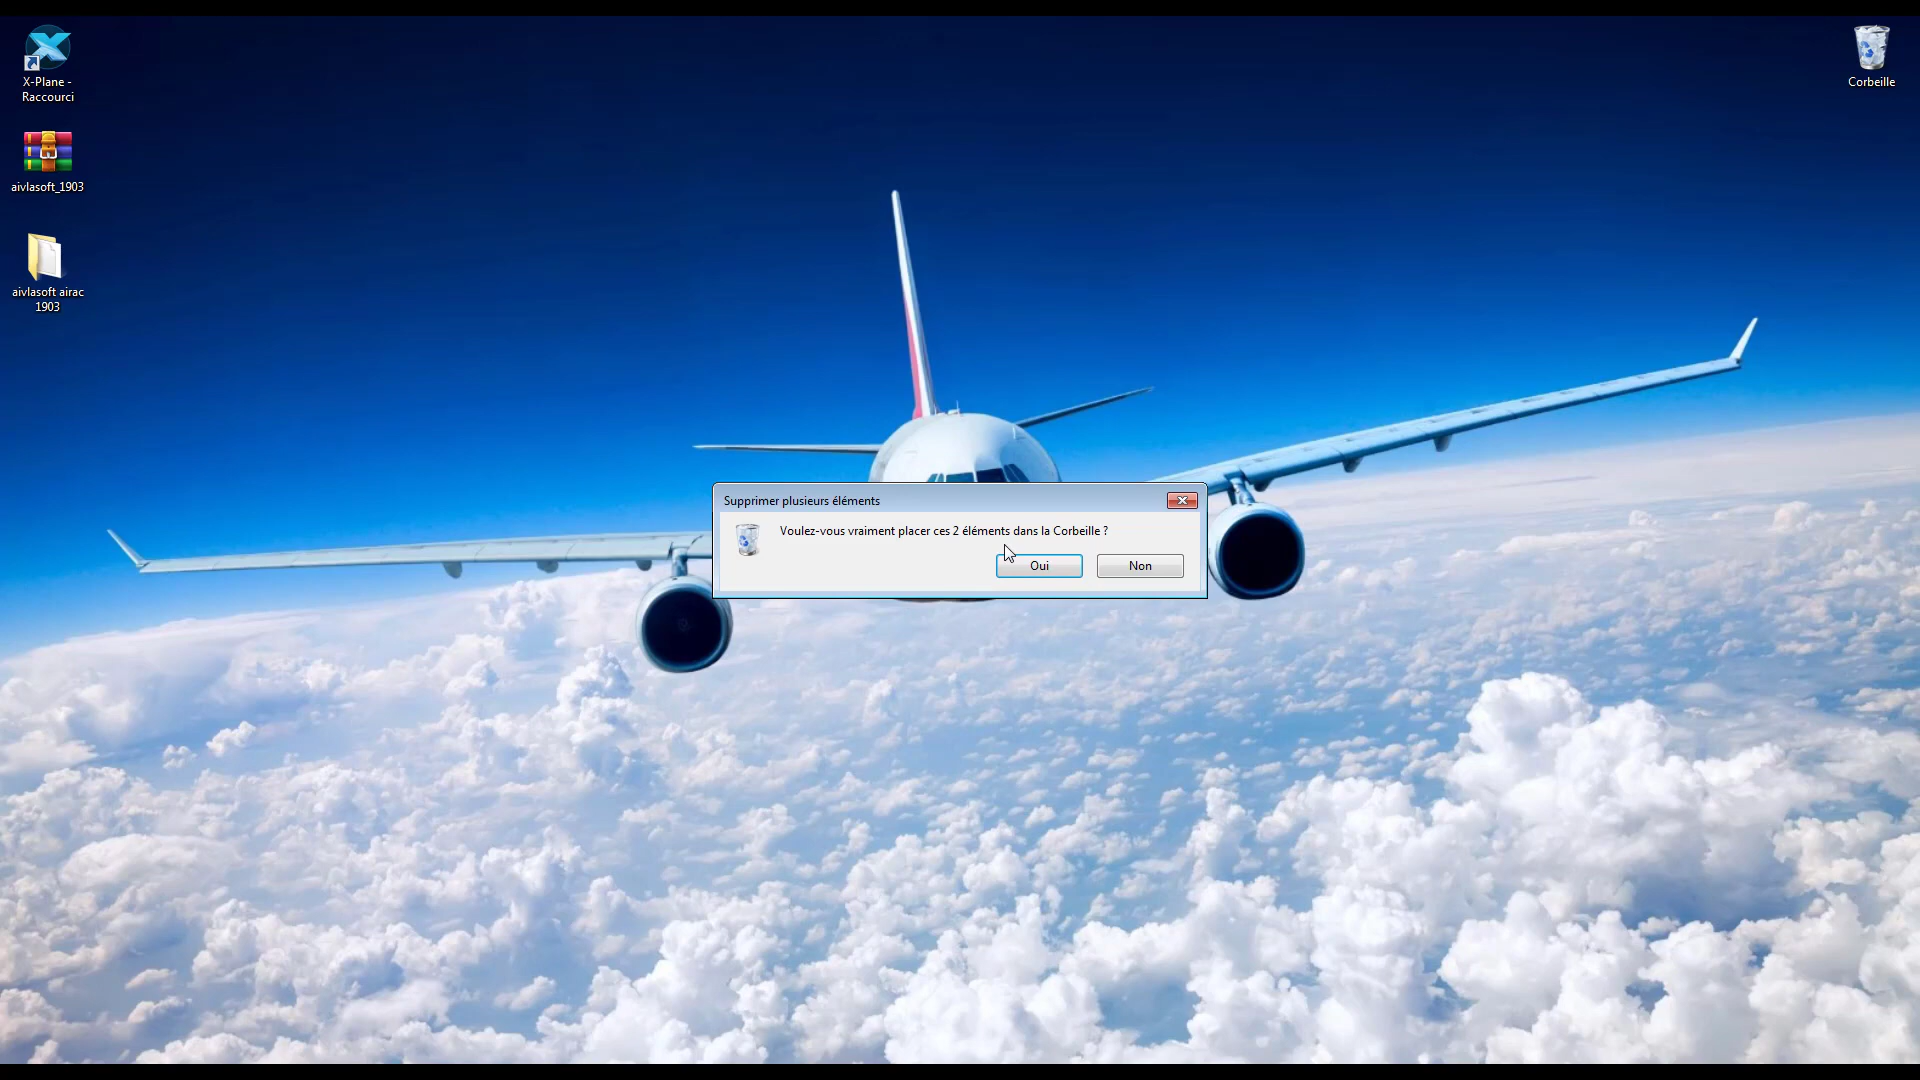 X-Plane -
Raccourci
aivlasoft_1903
aivlasoft airac
1903
Corbeille
Supprimer plusieurs éléments
Voulez-vous vraiment placer ces 2 éléments dans la Corbeille ?
Oui
Non